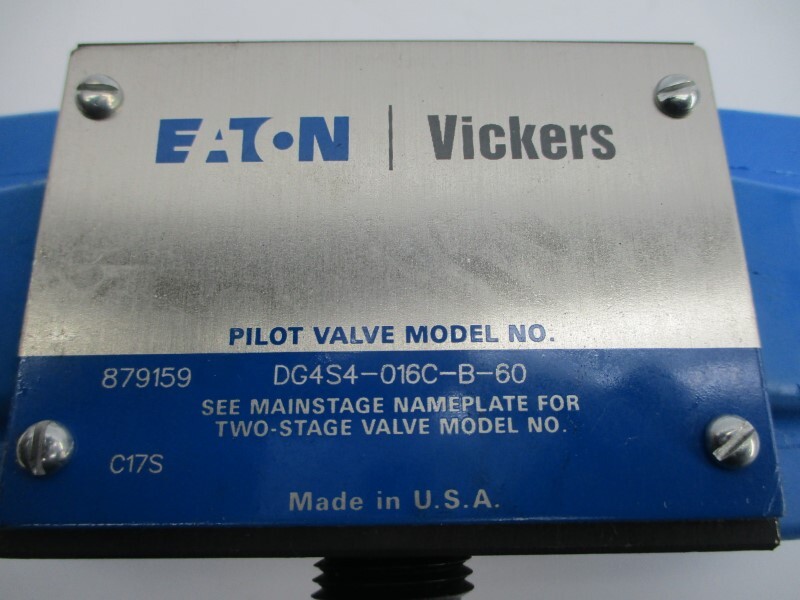 EATON | Vickers
PILOT VALVE MODEL NO.
879159 DG4S4-016C-B-60
SEE MAINSTAGE NAMEPLATE FOR
TWO-STAGE VALVE MODEL NO.
C17S
Made in U.S.A.